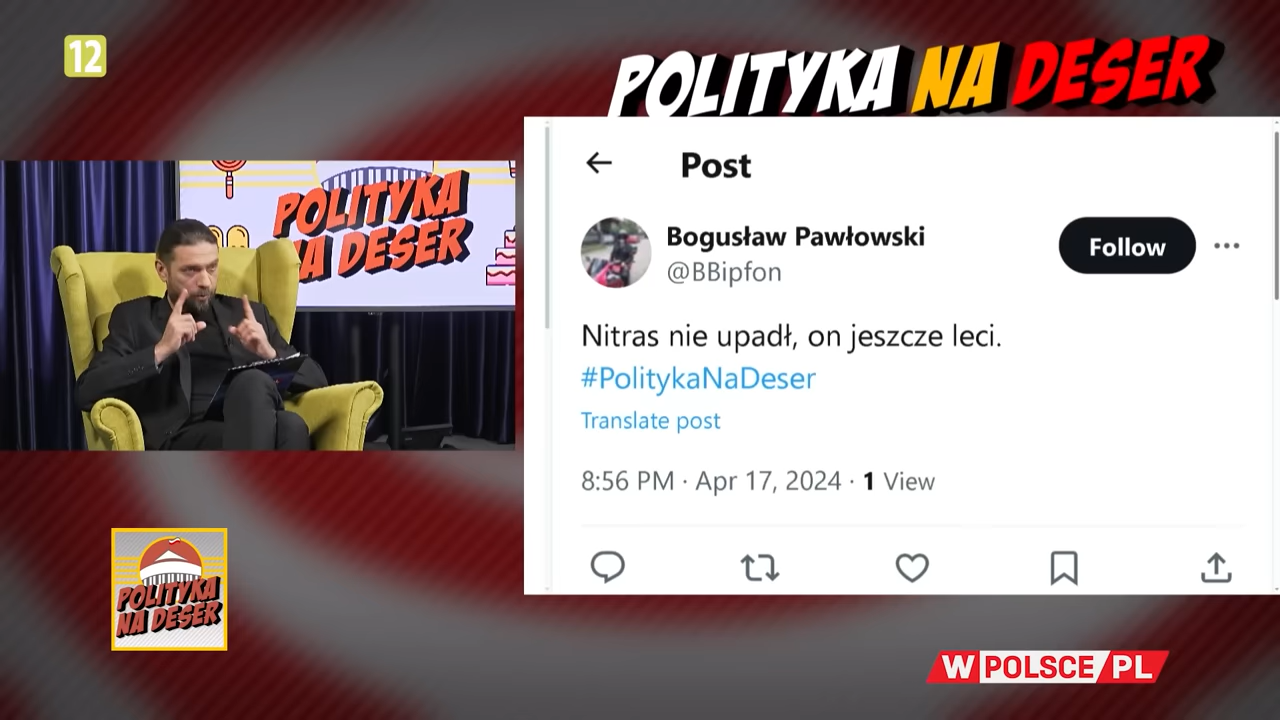 12
POLITYKA NA DESER
POLITYKA
NA DESER
Post
Bogusław Pawłowski
@BBipfon
Follow
Nitras nie upadł, on jeszcze leci.
#PolitykaNaDeser
Translate post
8:56 PM · Apr 17, 2024 · 1 View
POLITYKA
NA DESER
WPOLSCE/PL